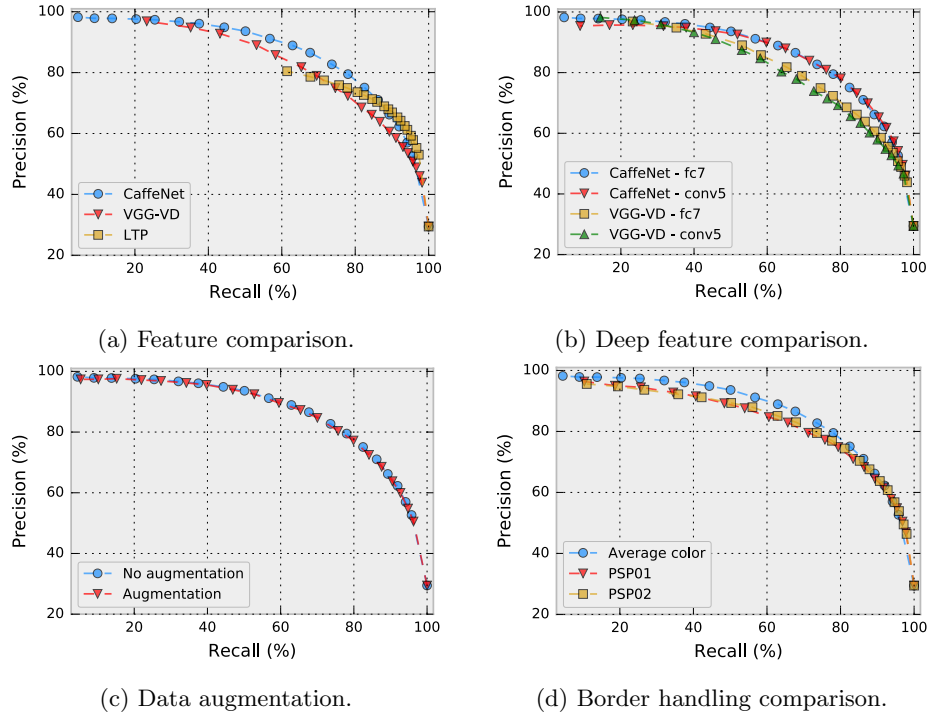 100
80
60
40
20
Precision (%)
CaffeNet
VGG-VD
LTP
20 40 60 80 100
Recall (%)
(a) Feature comparison.
100
80
60
40
20
Precision (%)
CaffeNet - fc7
CaffeNet - conv5
VGG-VD - fc7
VGG-VD - conv5
20 40 60 80 100
Recall (%)
(b) Deep feature comparison.
100
80
60
40
20
Precision (%)
No augmentation
Augmentation
20 40 60 80 100
Recall (%)
(c) Data augmentation.
100
80
60
40
20
Precision (%)
Average color
PSP01
PSP02
20 40 60 80 100
Recall (%)
(d) Border handling comparison.